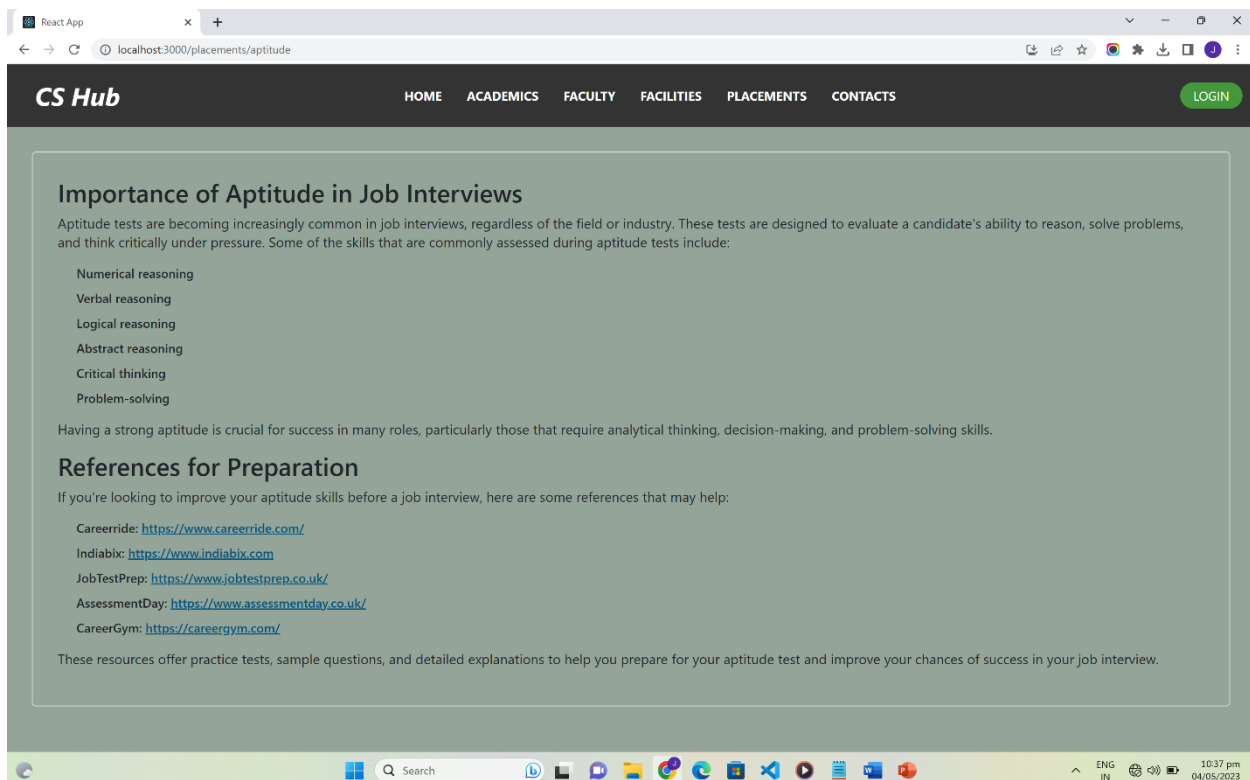 React App
localhost:3000/placements/aptitude
J
CS Hub
HOME ACADEMICS FACULTY FACILITIES PLACEMENTS CONTACTS
LOGIN
Importance of Aptitude in Job Interviews
Aptitude tests are becoming increasingly common in job interviews, regardless of the field or industry. These tests are designed to evaluate a candidate's ability to reason, solve problems,
and think critically under pressure. Some of the skills that are commonly assessed during aptitude tests include:
Numerical reasoning
Verbal reasoning
Logical reasoning
Abstract reasoning
Critical thinking
Problem-solving
Having a strong aptitude is crucial for success in many roles, particularly those that require analytical thinking, decision-making, and problem-solving skills.
References for Preparation
If you're looking to improve your aptitude skills before a job interview, here are some references that may help:
Careerride: https://www.careerride.com/
Indiabix: https://www.indiabix.com
JobTestPrep: https://www.jobtestprep.co.uk/
AssessmentDay: https://www.assessmentday.co.uk/
CareerGym: https://careergym.com/
These resources offer practice tests, sample questions, and detailed explanations to help you prepare for your aptitude test and improve your chances of success in your job interview.
Search
ENG
IN
10:37 pm
04/05/2023